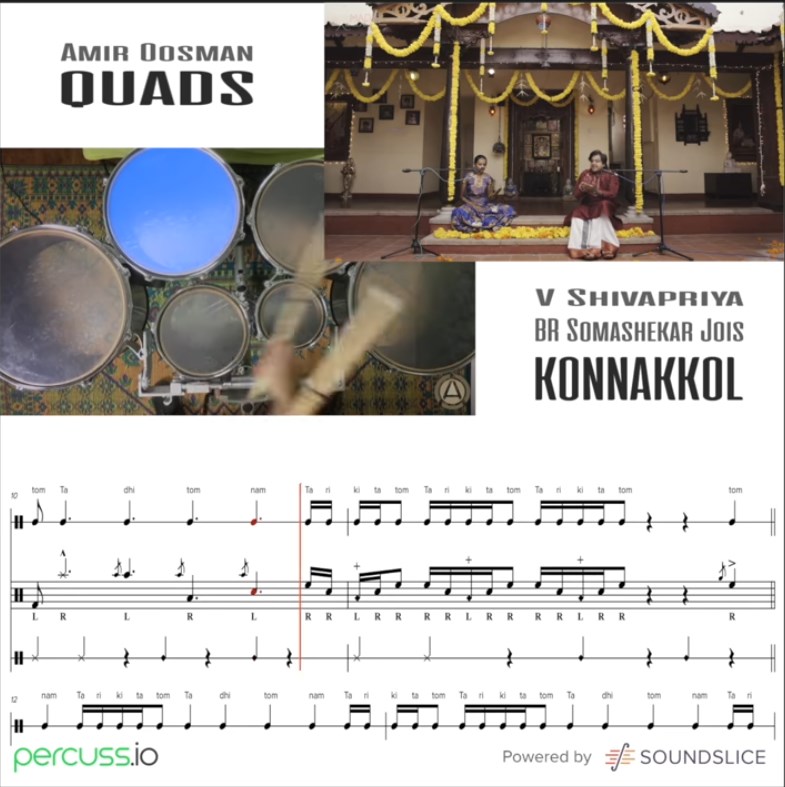 AMIR OOSMAN
QUADS
V SHIVAPRIYA
BR SOMASHEKAR JOIS
KONNAKKOL
10
tom Ta dhi tom nam Ta ri ki ta tom Ta ri ki ta tom Ta ri ki ta tom tom
L R L R L R R L R R R R L R R R R L R R R
12
nam Ta ri ki ta tom Ta dhi tom nam Ta ri ki ta tom Ta ri ki ta tom Ta dhi tom nam Ta ri
percuss.io
Powered by SOUNDSLICE